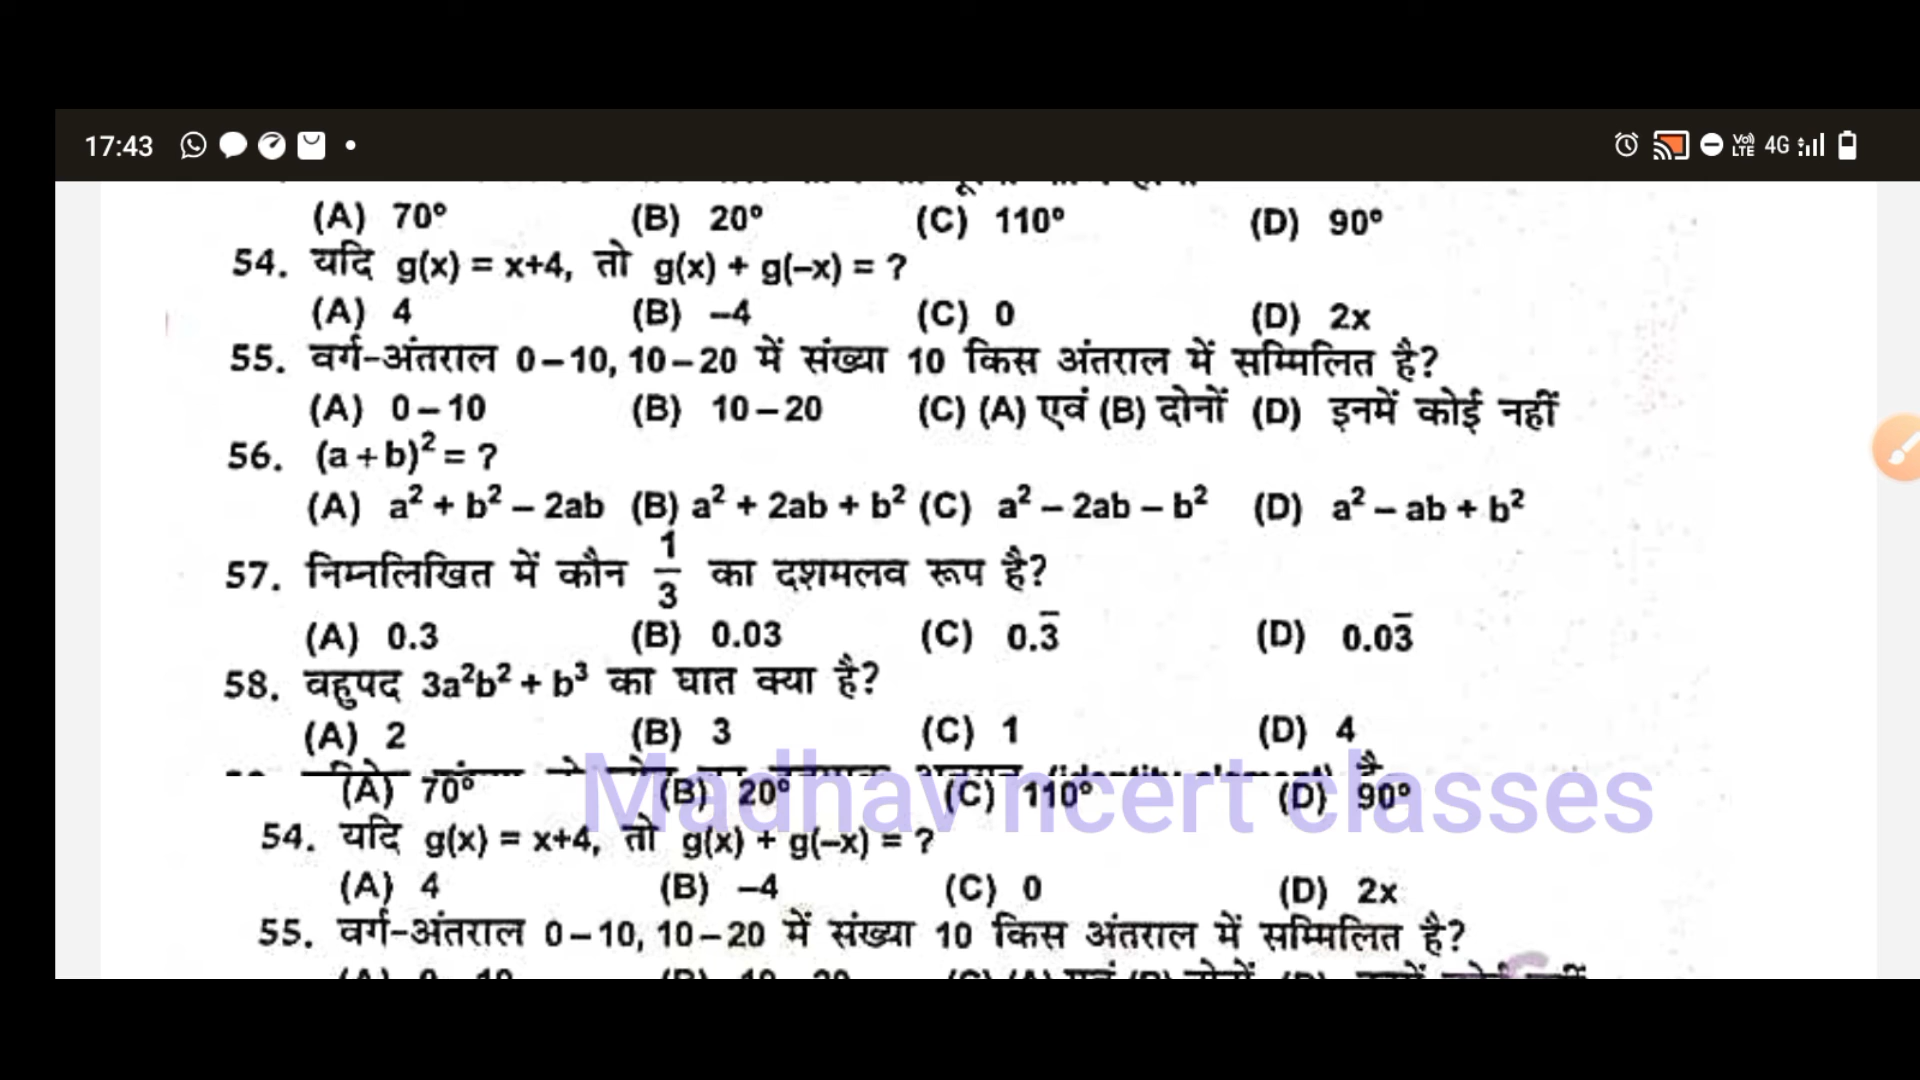 17:43
4G
VoLTE
(A) 70° (B) 20° (C) 110° (D) 90°
54. यदि g(x) = x+4, तो g(x) + g(–x) = ?
(A) 4 (B) –4 (C) 0 (D) 2x
55. वर्ग-अंतराल 0–10, 10–20 में संख्या 10 किस अंतराल में सम्मिलित है?
(A) 0–10 (B) 10–20 (C) (A) एवं (B) दोनों (D) इनमें कोई नहीं
56. (a+b)² = ?
(A) a² + b² – 2ab (B) a² + 2ab + b² (C) a² – 2ab – b² (D) a² – ab + b²
57. निम्नलिखित में कौन 1/3 का दशमलव रूप है?
(A) 0.3 (B) 0.03 (C) 0.3̅ (D) 0.03̅
58. वहुपद 3a²b² + b³ का घात क्या है?
(A) 2 (B) 3 (C) 1 (D) 4
Madhav ncert classes
(A) 70° (B) 20° (C) 110° (D) 90°
54. यदि g(x) = x+4, तो g(x) + g(–x) = ?
(A) 4 (B) –4 (C) 0 (D) 2x
55. वर्ग-अंतराल 0–10, 10–20 में संख्या 10 किस अंतराल में सम्मिलित है?